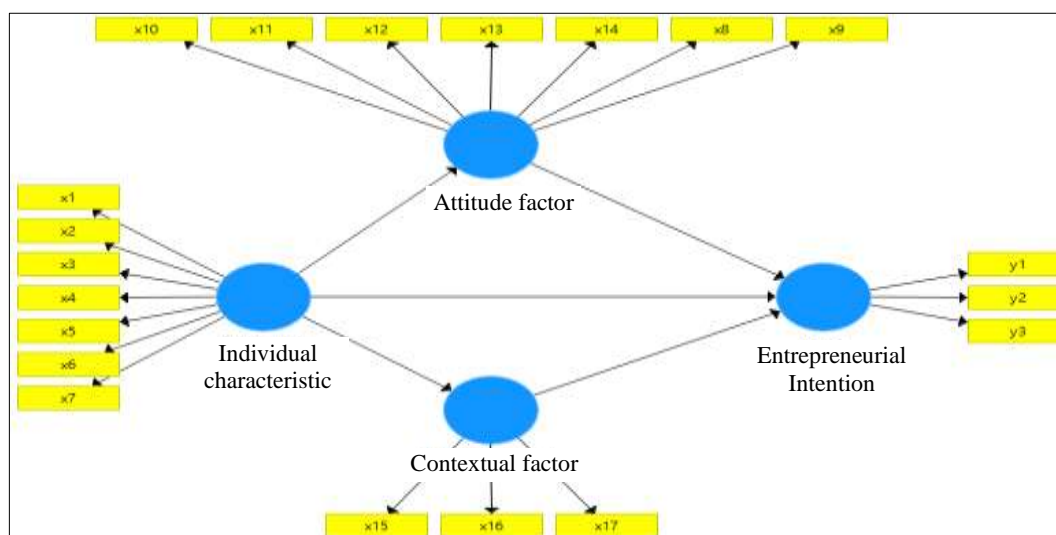 x10 x11 x12 x13 x14 x8 x9
Attitude factor
x1
x2
x3
x4
x5
x6
x7
Individual
characteristic
Entrepreneurial
Intention
y1
y2
y3
Contextual factor
x15 x16 x17